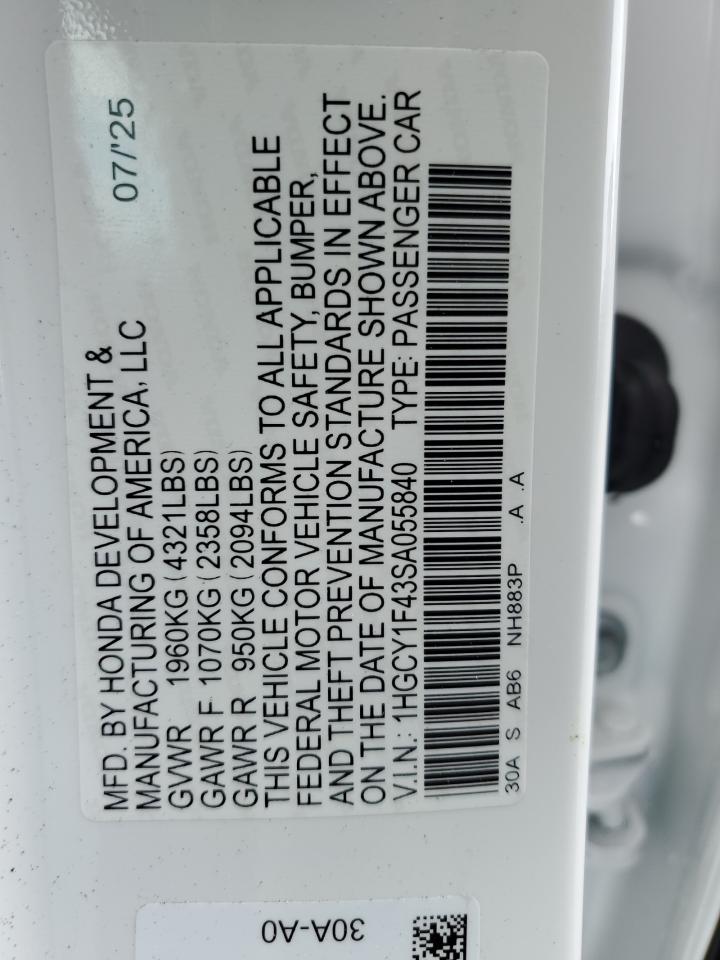 MFD. BY HONDA DEVELOPMENT &
MANUFACTURING OF AMERICA, LLC 07/'25
GVWR 1960KG (4321LBS)
GAWR F 1070KG (2358LBS)
GAWR R 950KG (2094LBS)
THIS VEHICLE CONFORMS TO ALL APPLICABLE
FEDERAL MOTOR VEHICLE SAFETY, BUMPER,
AND THEFT PREVENTION STANDARDS IN EFFECT
ON THE DATE OF MANUFACTURE SHOWN ABOVE.
V.I.N.: 1HGCY1F43SA055840 TYPE: PASSENGER CAR
30A S AB6 NH883P .A .A
30A-A0